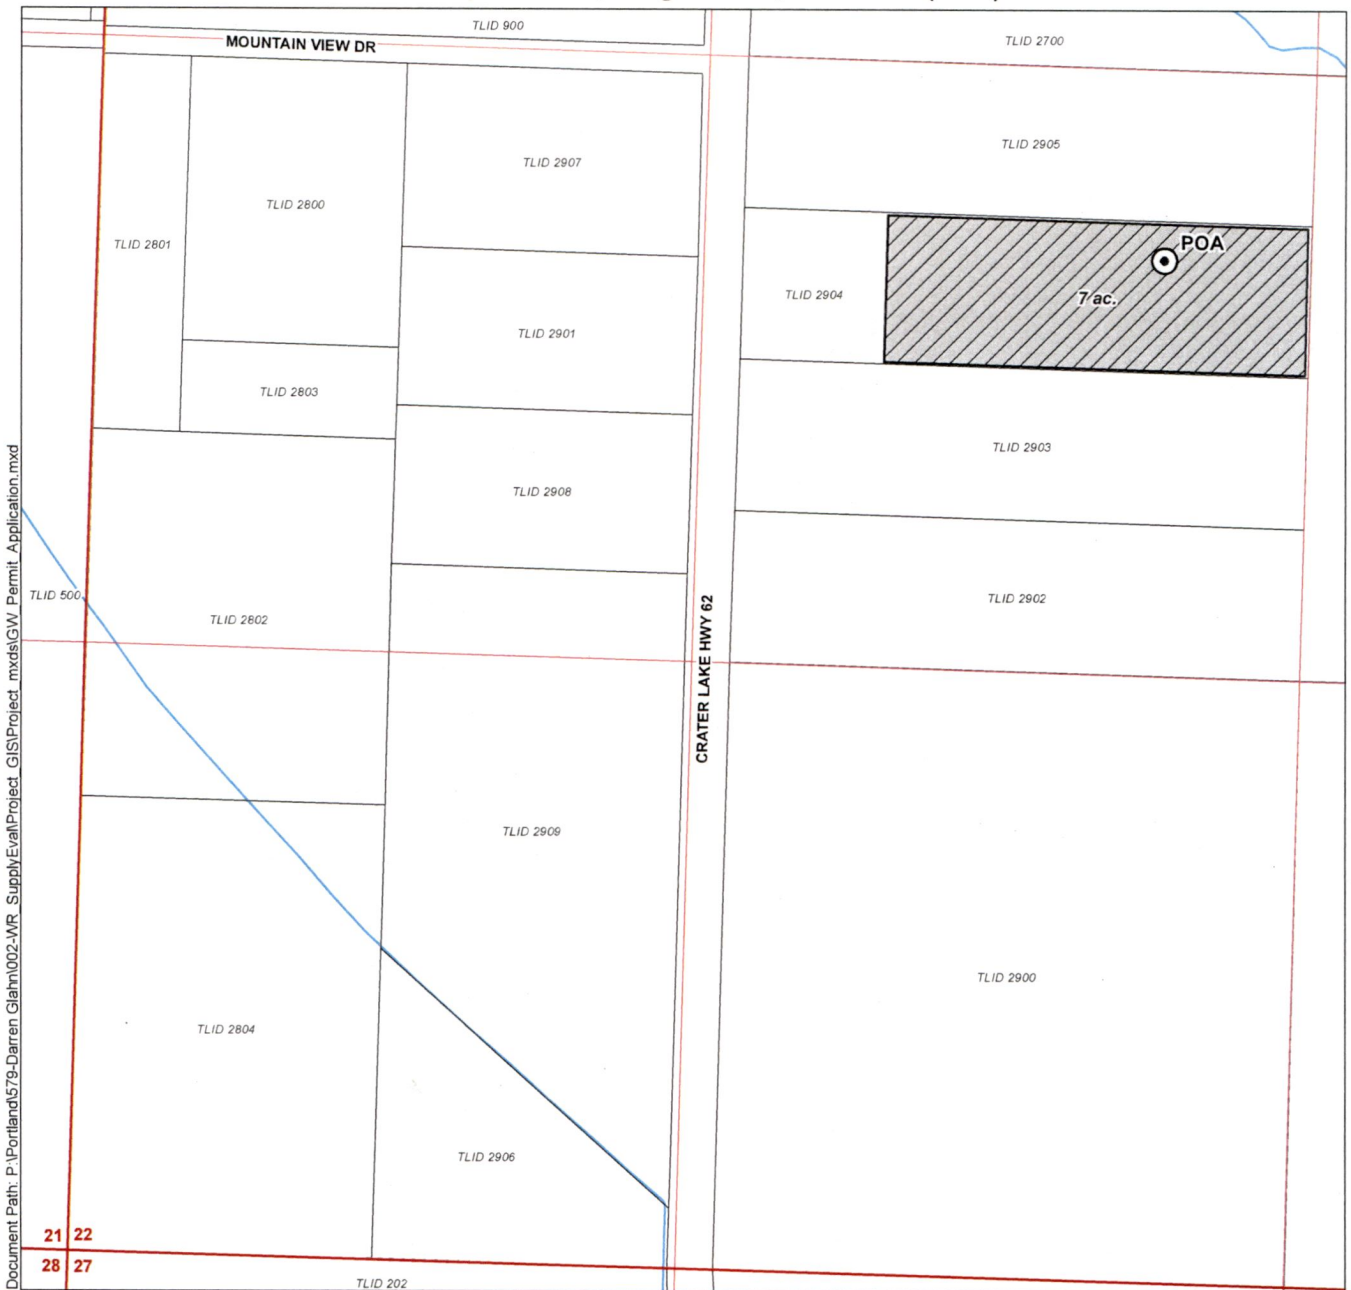 TLID 900
MOUNTAIN VIEW DR
TLID 2700
TLID 2905
TLID 2907
TLID 2800
TLID 2801
POA
TLID 2904
7 ac.
TLID 2901
TLID 2803
TLID 2903
TLID 2908
TLID 500
TLID 2802
TLID 2902
CRATER LAKE HWY 62
TLID 2909
TLID 2900
TLID 2804
TLID 2906
21 22
28 27
TLID 202
Document Path: P:\Portland\579-Darren Glahn\002-WR_SupplyEval\Project_GIS\Project_mxds\GW_Permit_Application.mxd